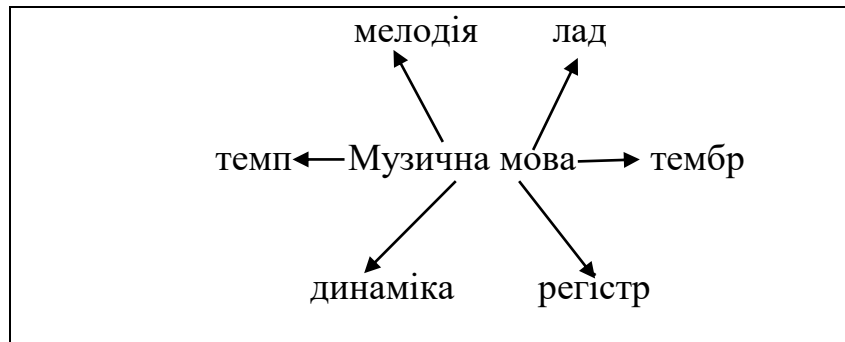 мелодія лад
темп Музична мова тембр
динаміка регістр